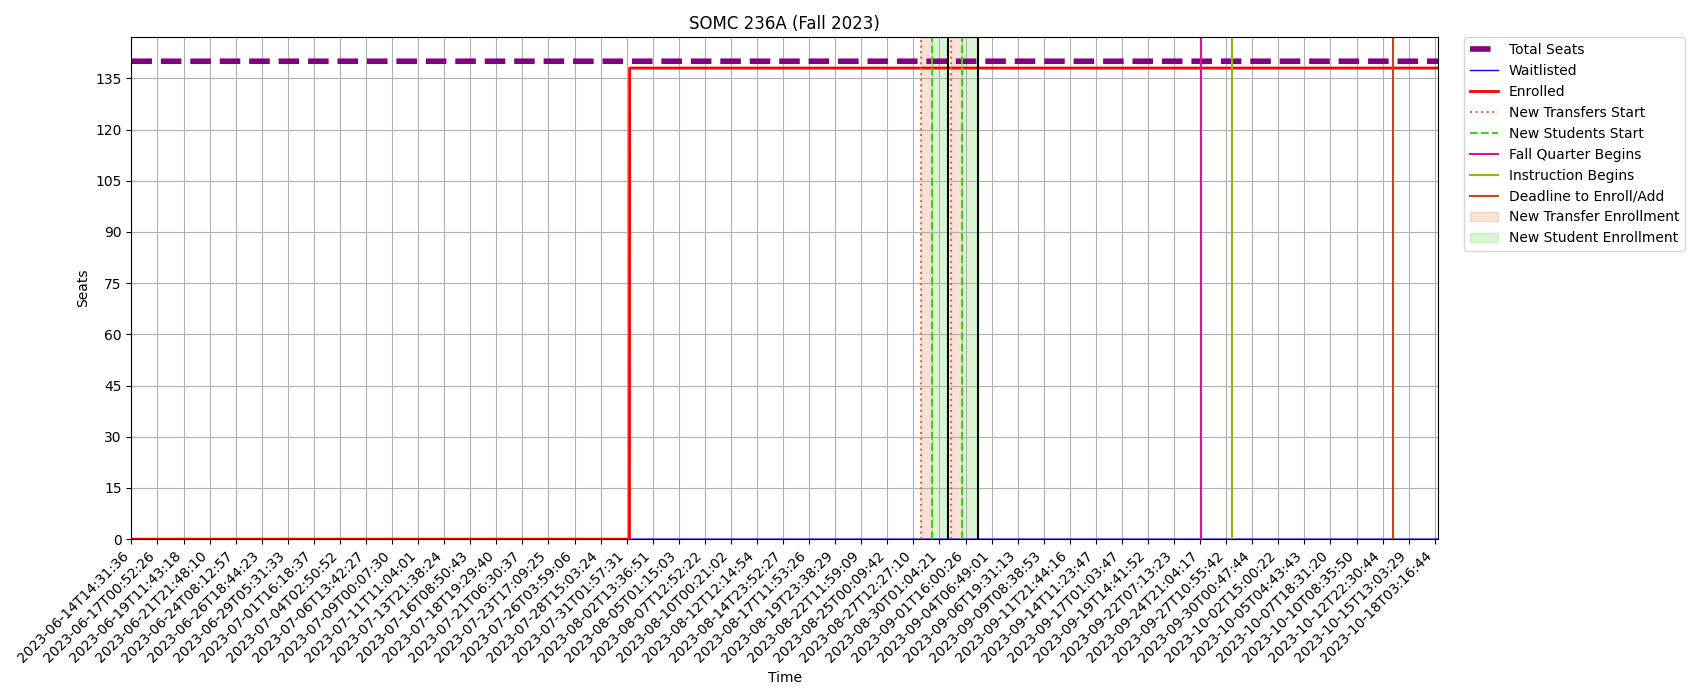 SOMC 236A (Fall 2023)
Total Seats
Waitlisted
Enrolled
New Transfers Start
New Students Start
Fall Quarter Begins
Instruction Begins
Deadline to Enroll/Add
New Transfer Enrollment
New Student Enrollment
Seats
135
120
105
90
75
60
45
30
15
0
2023-06-14T14:31:36
2023-06-17T00:52:26
2023-06-19T11:43:18
2023-06-21T21:48:10
2023-06-24T08:12:57
2023-06-26T18:44:23
2023-06-29T05:31:33
2023-07-01T16:18:37
2023-07-04T02:50:52
2023-07-06T13:42:27
2023-07-09T00:07:30
2023-07-11T11:04:01
2023-07-13T21:38:24
2023-07-16T08:50:43
2023-07-18T19:29:40
2023-07-21T06:30:37
2023-07-23T17:09:25
2023-07-26T03:59:06
2023-07-28T15:03:24
2023-07-31T01:57:31
2023-08-02T13:36:51
2023-08-05T01:15:03
2023-08-07T12:52:22
2023-08-10T00:21:02
2023-08-12T12:14:54
2023-08-14T23:52:27
2023-08-17T11:53:26
2023-08-19T23:38:29
2023-08-22T11:59:09
2023-08-25T00:09:42
2023-08-27T12:27:10
2023-08-30T01:04:21
2023-09-01T16:00:26
2023-09-04T06:49:01
2023-09-06T19:31:13
2023-09-09T08:38:53
2023-09-11T21:44:16
2023-09-14T11:23:47
2023-09-17T01:03:47
2023-09-19T14:41:52
2023-09-22T07:13:23
2023-09-24T21:04:17
2023-09-27T10:55:42
2023-09-30T00:47:44
2023-10-02T15:00:22
2023-10-05T04:43:43
2023-10-07T18:31:20
2023-10-10T08:35:50
2023-10-12T22:30:44
2023-10-15T13:03:29
2023-10-18T03:16:44
Time